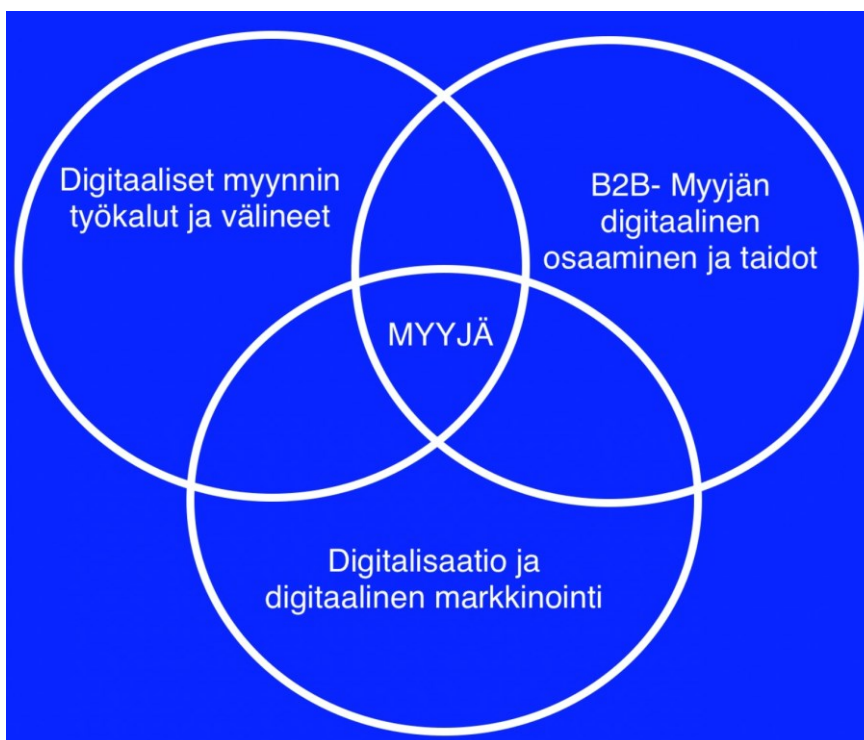 Digitaaliset myynnin
työkalut ja välineet
B2B- Myyjän
digitaalinen
osaaminen ja taidot
MYYJÄ
Digitalisaatio ja
digitaalinen markkinointi